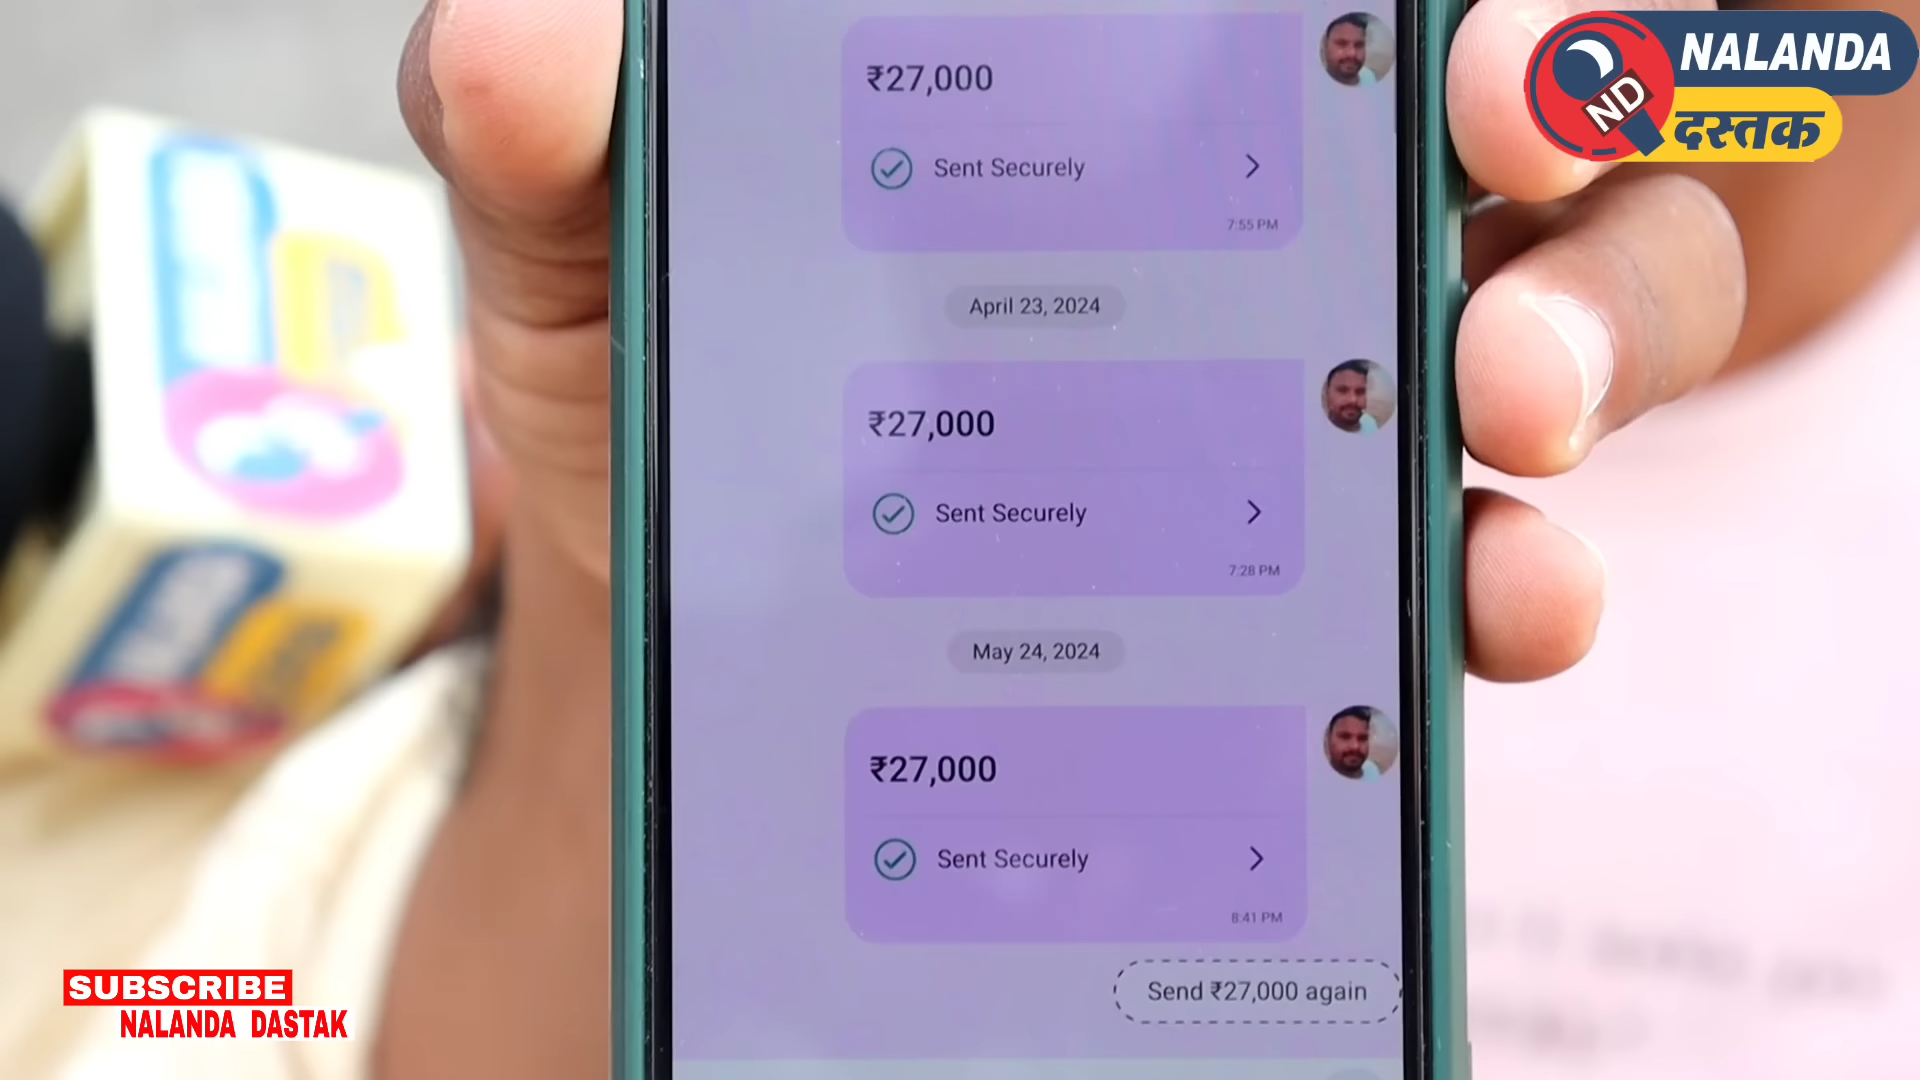 NALANDA
ND
दस्तक
₹27,000
Sent Securely
7:55 PM
April 23, 2024
₹27,000
Sent Securely
7:28 PM
May 24, 2024
₹27,000
Sent Securely
8:41 PM
Send ₹27,000 again
SUBSCRIBE
NALANDA DASTAK